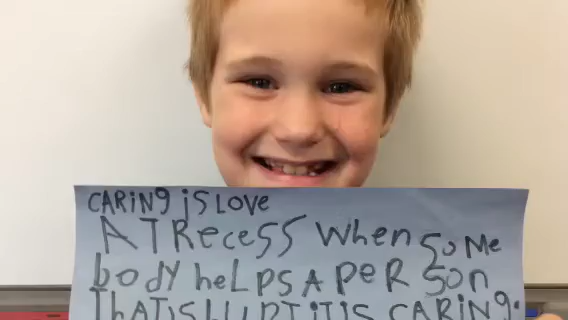 CARING is LOVE
AT Recess when some
body heLPS A PeR Son
ThAT is HURT iT is CARING.